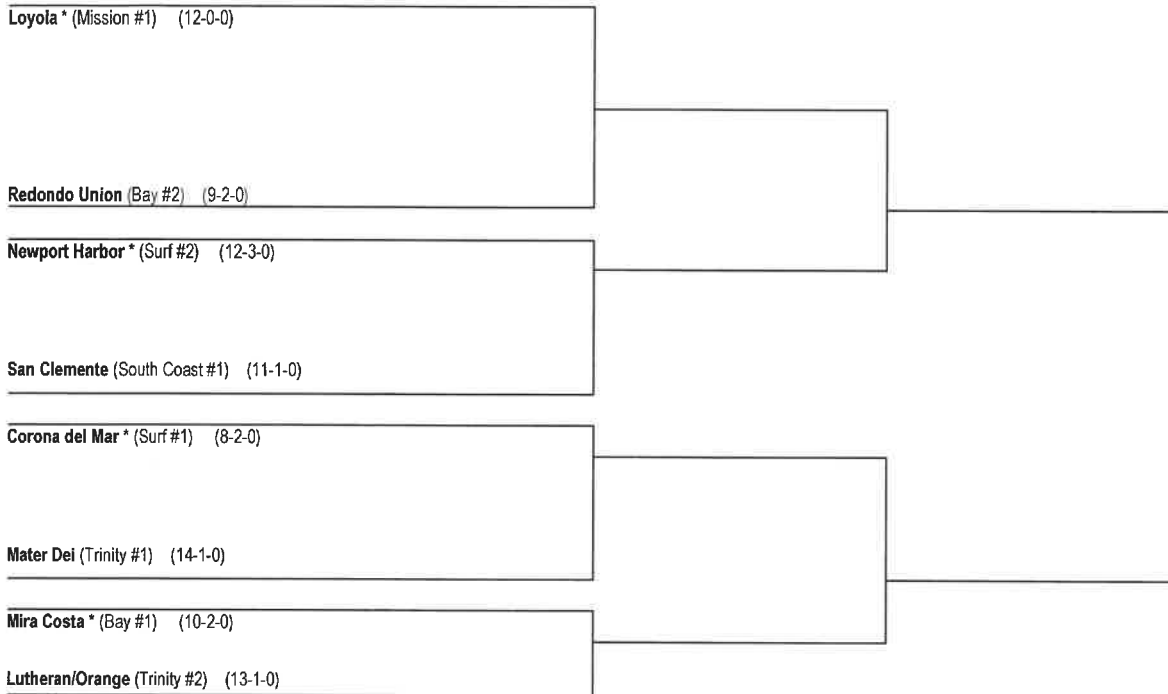 Loyola * (Mission #1) (12-0-0)
Redondo Union (Bay #2) (9-2-0)
Newport Harbor * (Surf #2) (12-3-0)
San Clemente (South Coast #1) (11-1-0)
Corona del Mar * (Surf #1) (8-2-0)
Mater Dei (Trinity #1) (14-1-0)
Mira Costa * (Bay #1) (10-2-0)
Lutheran/Orange (Trinity #2) (13-1-0)